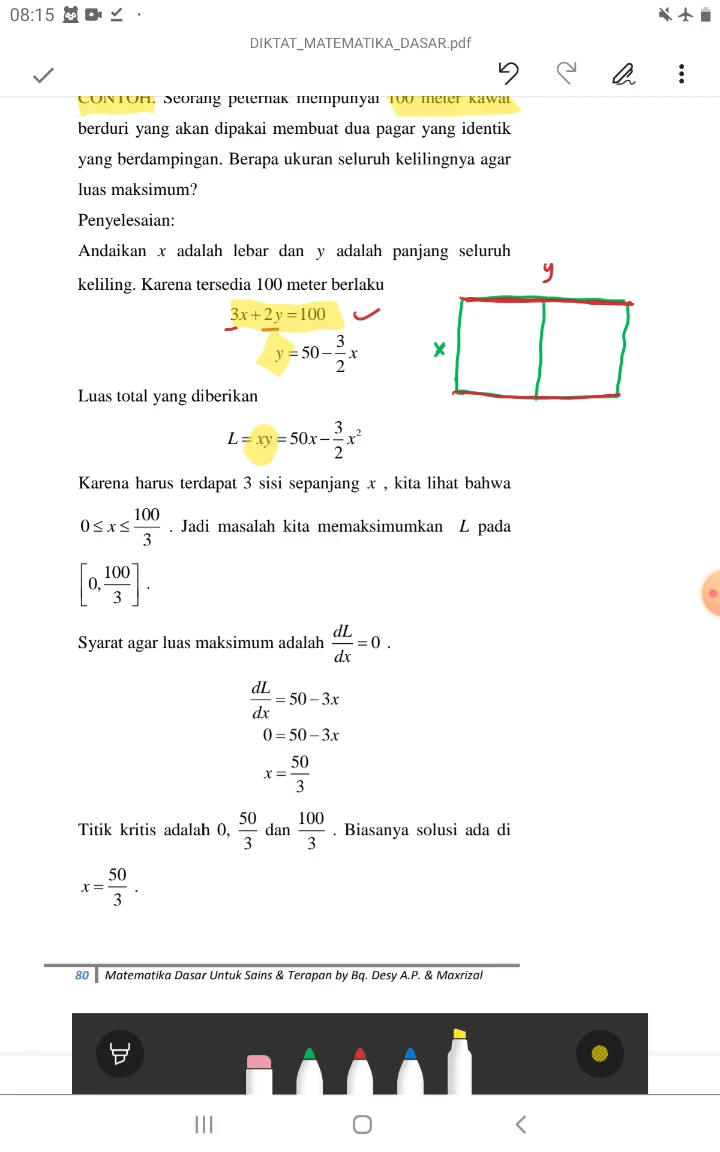 08:15
DIKTAT_MATEMATIKA_DASAR.pdf
CONTOH. Seorang peternak mempunyai 100 meter kawat
berduri yang akan dipakai membuat dua pagar yang identik
yang berdampingan. Berapa ukuran seluruh kelilingnya agar
luas maksimum?
Penyelesaian:
Andaikan x adalah lebar dan y adalah panjang seluruh
keliling. Karena tersedia 100 meter berlaku
y
3x + 2y = 100
x
y = 50 − 3/2 x
Luas total yang diberikan
L = xy = 50x − 3/2 x²
Karena harus terdapat 3 sisi sepanjang x , kita lihat bahwa
0 ≤ x ≤ 100/3 . Jadi masalah kita memaksimumkan L pada
[0, 100/3] .
Syarat agar luas maksimum adalah dL/dx = 0 .
dL/dx = 50 − 3x
0 = 50 − 3x
x = 50/3
Titik kritis adalah 0, 50/3 dan 100/3 . Biasanya solusi ada di
x = 50/3 .
80 | Matematika Dasar Untuk Sains & Terapan by Bq. Desy A.P. & Maxrizal